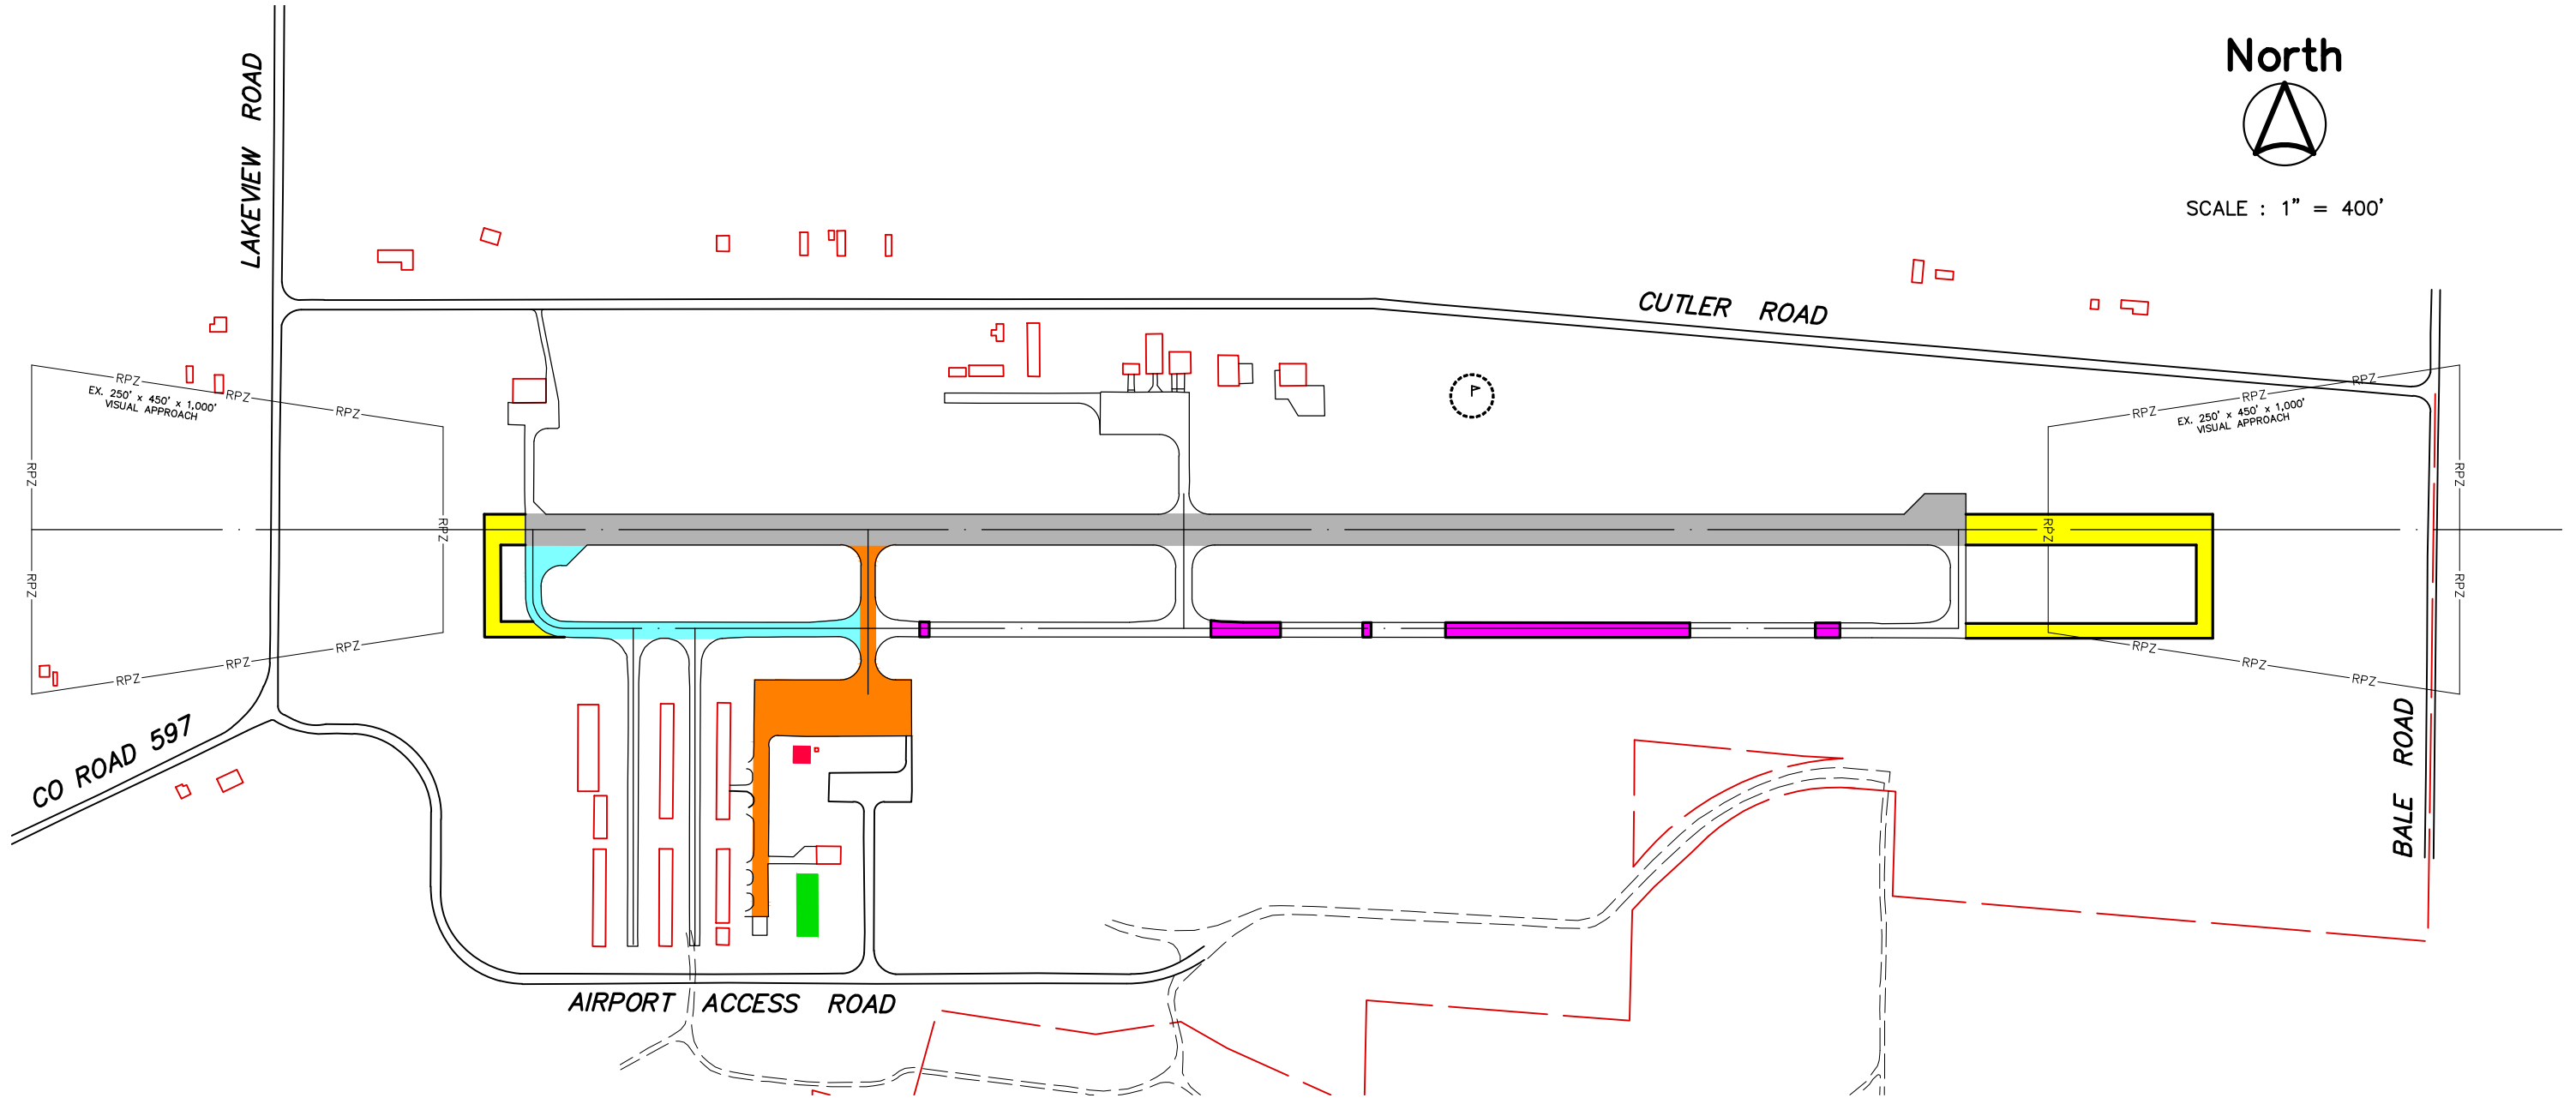 North
SCALE : 1" = 400'
LAKEVIEW ROAD
CUTLER ROAD
RPZ
RPZ
RPZ
EX. 250' x 450' x 1,000'
VISUAL APPROACH
RPZ
RPZ
RPZ
RPZ
RPZ
RPZ
RPZ
RPZ
RPZ
RPZ
EX. 250' x 450' x 1,000'
VISUAL APPROACH
RPZ
RPZ
RPZ
RPZ
RPZ
RPZ
CO ROAD 597
BALE ROAD
AIRPORT ACCESS ROAD